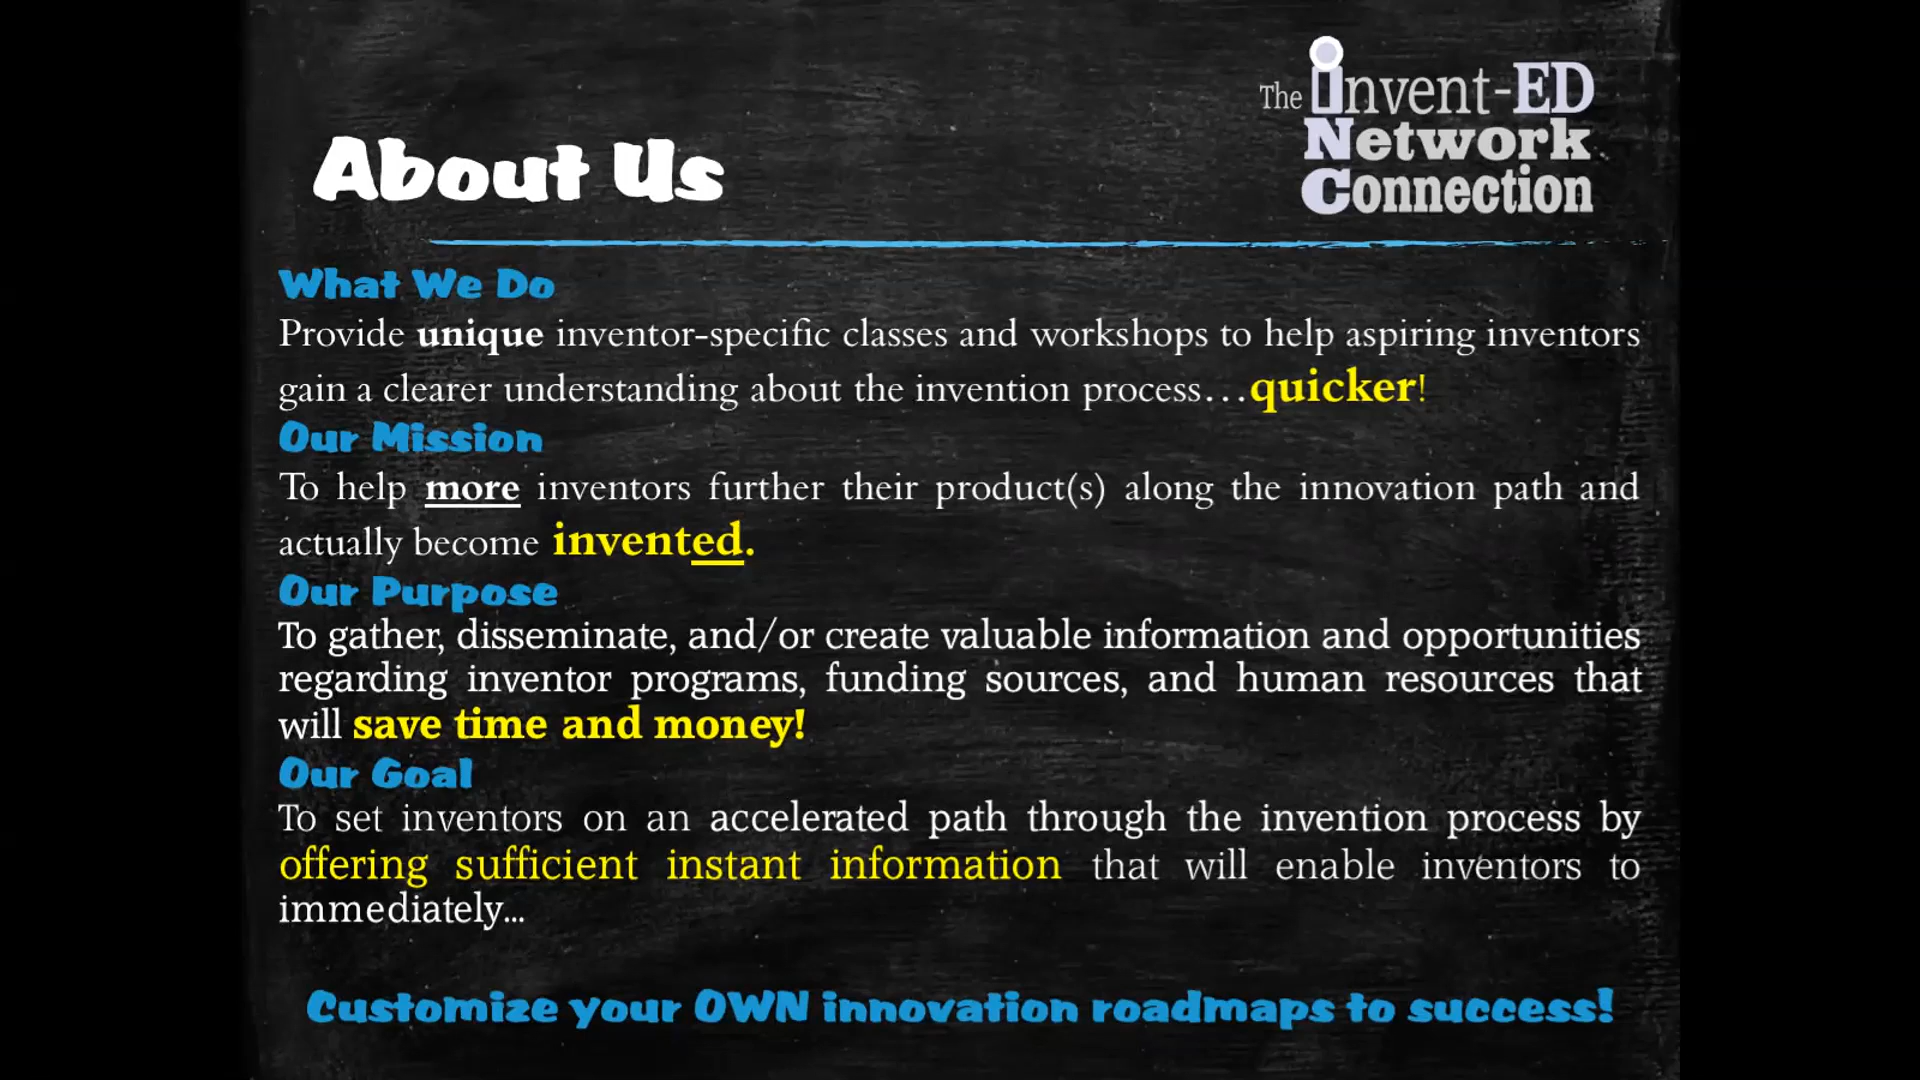 The invent-ED
Network
Connection
About Us
What We Do
Provide unique inventor-specific classes and workshops to help aspiring inventors
gain a clearer understanding about the invention process…quicker!
Our Mission
To help more inventors further their product(s) along the innovation path and
actually become invented.
Our Purpose
To gather, disseminate, and/or create valuable information and opportunities
regarding inventor programs, funding sources, and human resources that
will save time and money!
Our Goal
To set inventors on an accelerated path through the invention process by
offering sufficient instant information that will enable inventors to
immediately...
Customize your OWN innovation roadmaps to success!